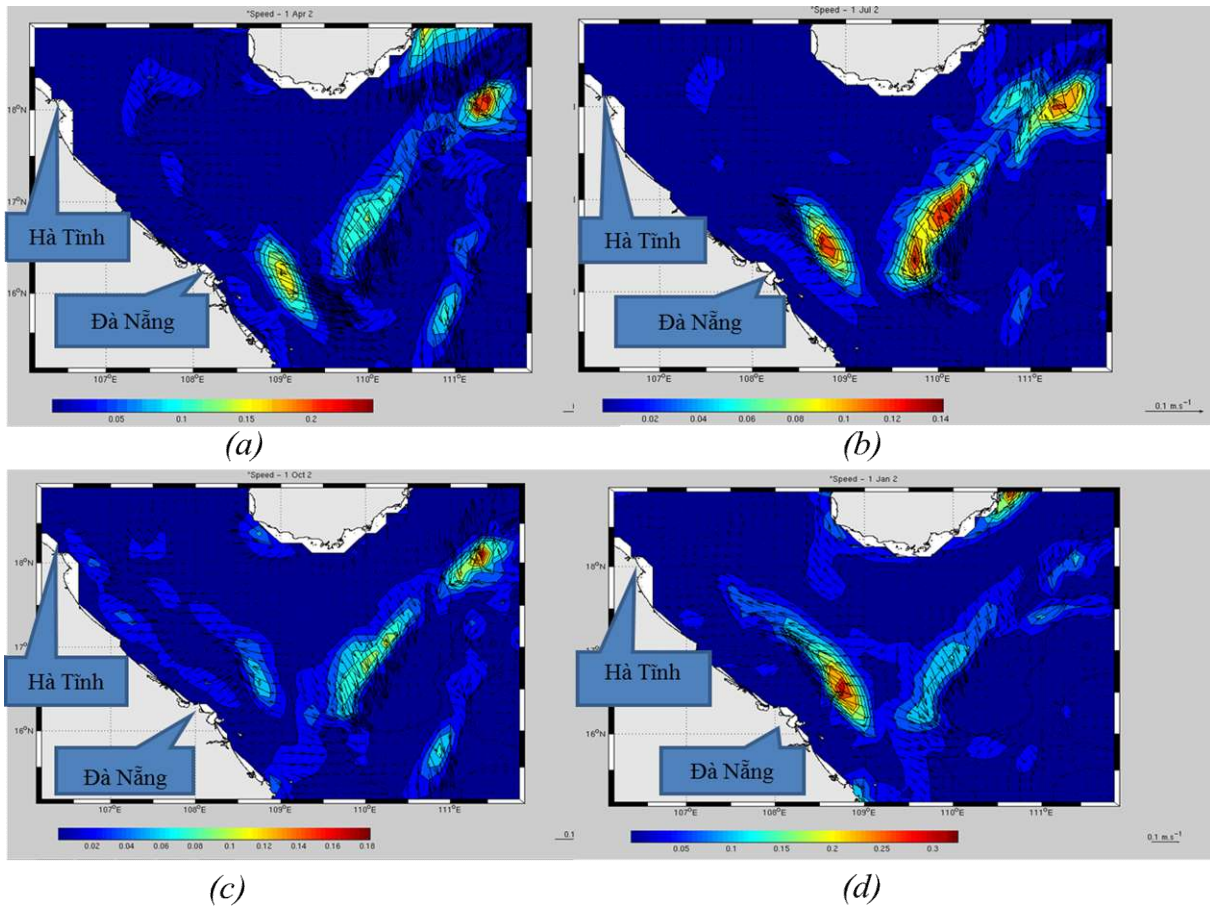 *Speed - 1 Apr 2
18°N
17°N
16°N
107°E
108°E
109°E
110°E
111°E
Hà Tĩnh
Đà Nẵng
0.05
0.1
0.15
0.2
(a)
*Speed - 1 Jul 2
1
1
1
107°E
108°E
109°E
110°E
111°E
Hà Tĩnh
Đà Nẵng
0.02
0.04
0.06
0.08
0.1
0.12
0.14
0.1 m.s⁻¹
(b)
*Speed - 1 Oct 2
18°N
17°
16°N
107°E
108°E
109°E
110°E
111°E
Hà Tĩnh
Đà Nẵng
0.02
0.04
0.06
0.08
0.1
0.12
0.14
0.16
0.18
0.1
(c)
*Speed - 1 Jan 2
18°N
17°
16°N
107°E
108°E
109°E
110°E
111°E
Hà Tĩnh
Đà Nẵng
0.05
0.1
0.15
0.2
0.25
0.3
0.1 m.s⁻¹
(d)